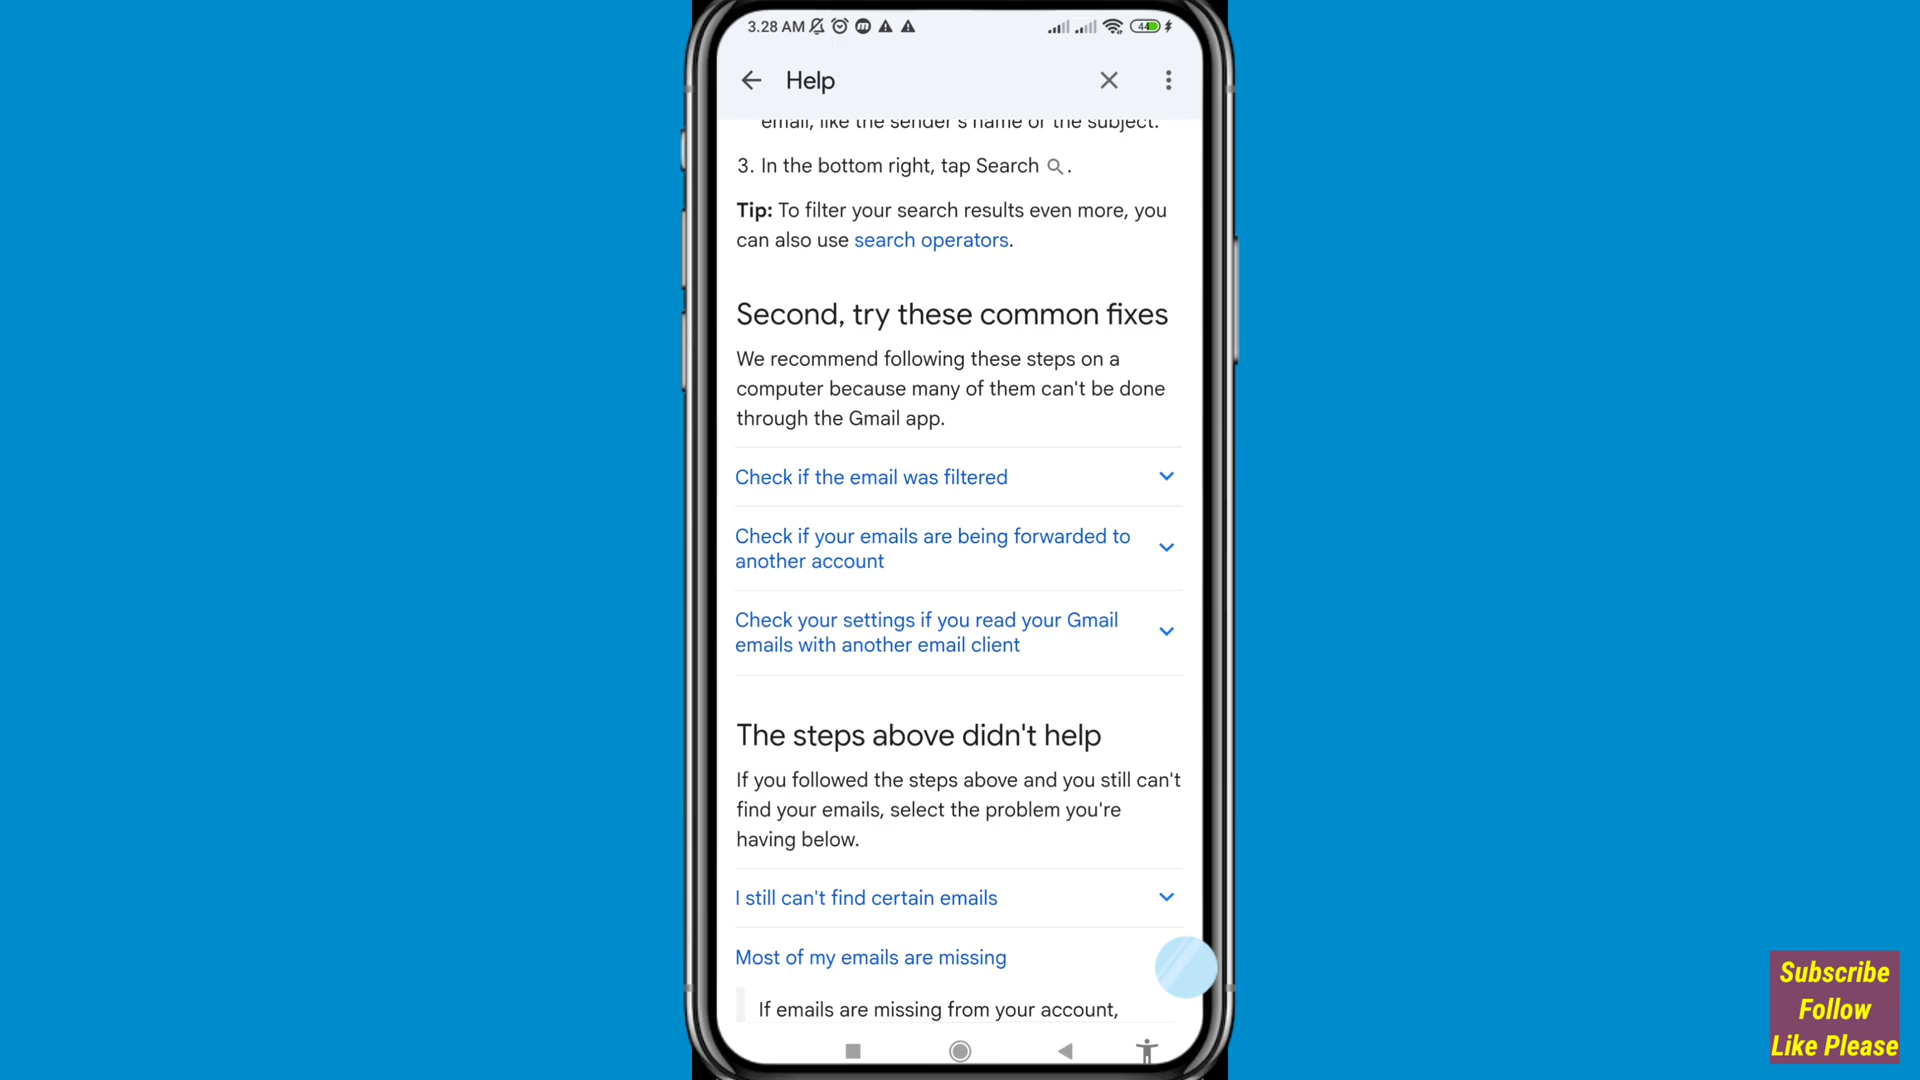 3.28 AM
44
Help
email, like the sender's name or the subject.
3. In the bottom right, tap Search.
Tip: To filter your search results even more, you
can also use search operators.
Second, try these common fixes
We recommend following these steps on a
computer because many of them can't be done
through the Gmail app.
Check if the email was filtered
Check if your emails are being forwarded to
another account
Check your settings if you read your Gmail
emails with another email client
The steps above didn't help
If you followed the steps above and you still can't
find your emails, select the problem you're
having below.
I still can't find certain emails
Most of my emails are missing
If emails are missing from your account,
Subscribe
Follow
Like Please